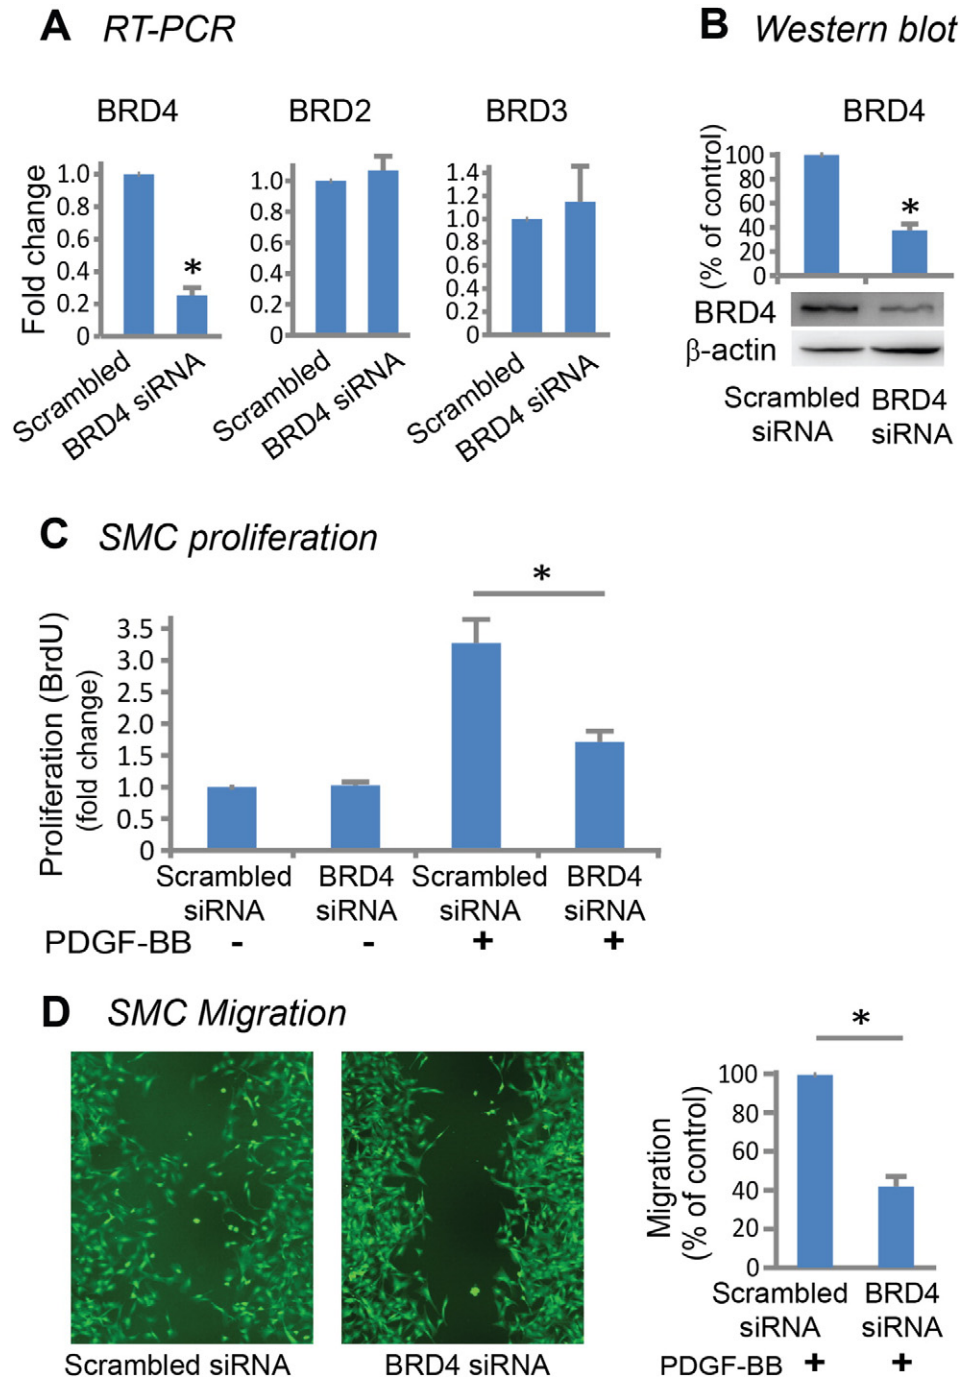 A RT-PCR
BRD4 BRD2 BRD3
Fold change
1.0
0.8
0.6
0.4
0.2
0
*
1.0
0.8
0.6
0.4
0.2
0
1.4
1.2
1.0
0.8
0.6
0.4
0.2
0
Scrambled
BRD4 siRNA
Scrambled
BRD4 siRNA
Scrambled
BRD4 siRNA
B Western blot
BRD4
(% of control)
100
80
60
40
20
0
*
BRD4
β-actin
Scrambled
siRNA
BRD4
siRNA
C SMC proliferation
*
Proliferation (BrdU)
(fold change)
3.5
3.0
2.5
2.0
1.5
1.0
0.5
0
Scrambled
siRNA
BRD4
siRNA
Scrambled
siRNA
BRD4
siRNA
PDGF-BB - - + +
D SMC Migration
Scrambled siRNA
BRD4 siRNA
*
Migration
(% of control)
100
80
60
40
20
0
Scrambled
siRNA
BRD4
siRNA
PDGF-BB + +